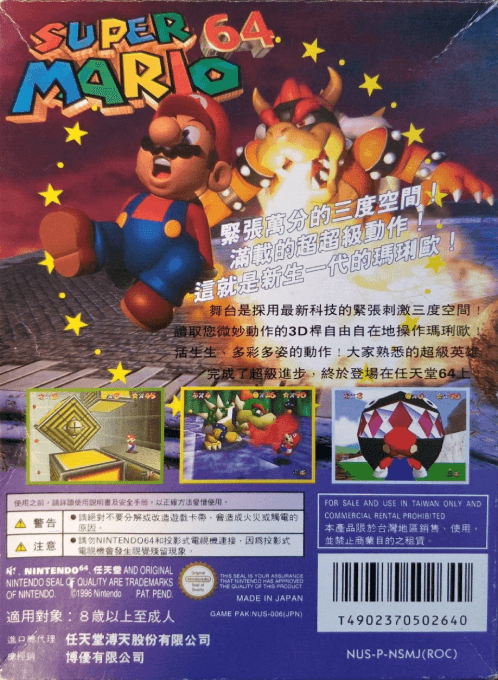 SUPER MARIO 64
緊張萬分的三度空間！
滿載的超超級動作！
這就是新生一代的瑪琍歐！
舞台是採用最新科技的緊張刺激三度空間！
讀取您微妙動作的3D桿自由自在地操作瑪琍歐！
活生生、多彩多姿的動作！大家熟悉的超級英雄
完成了超級進步，終於登場在任天堂64上
使用之前，請詳讀使用說明書及安全手冊，以正確方法愛惜使用。
警告
●請絕對不要分解或改造遊戲卡帶，會造成火災或觸電的
原因。
注意
●請勿NINTENDO64和投影式電視機連接，因為投影式
電視機會發生視覺殘留現象。
FOR SALE AND USE IN TAIWAN ONLY AND
COMMERCIAL RENTAL PROHIBITED
本產品限於台灣地區銷售、使用，
並禁止商業目的之租賃。
NINTENDO64, 任天堂 AND ORIGINAL
NINTENDO SEAL OF QUALITY ARE TRADEMARKS
OF NINTENDO. ©1996 Nintendo PAT. PEND.
Original
Nintendo
Seal of
Quality
THIS SEAL IS YOUR ASSURANCE
THAT NINTENDO HAS APPROVED
THE QUALITY OF THIS PRODUCT.
MADE IN JAPAN
GAME PAK:NUS-006(JPN)
適用對象：8歲以上至成人
進口總代理 任天堂溥天股份有限公司
總經銷 博優有限公司
T4902370502640
NUS-P-NSMJ(ROC)